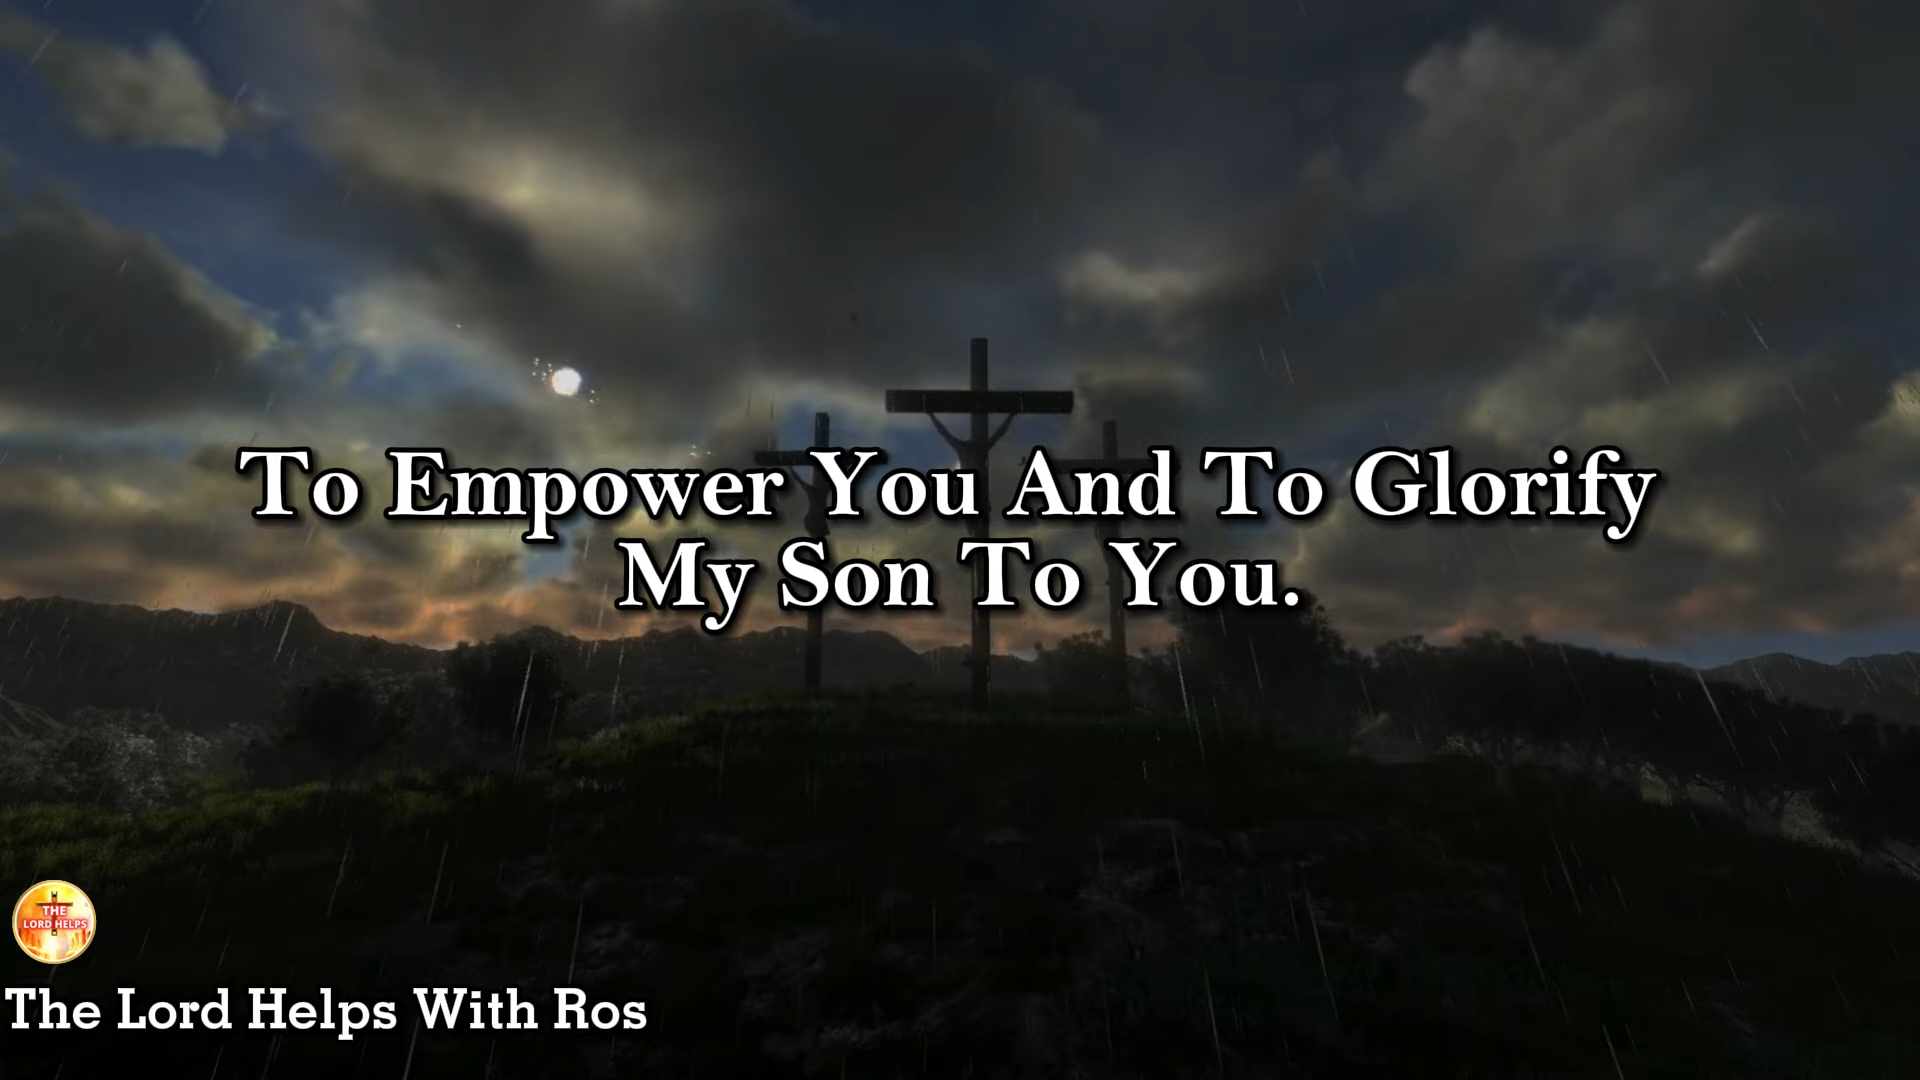 To Empower You And To Glorify
My Son To You.
THE
LORD HELPS
The Lord Helps With Ros